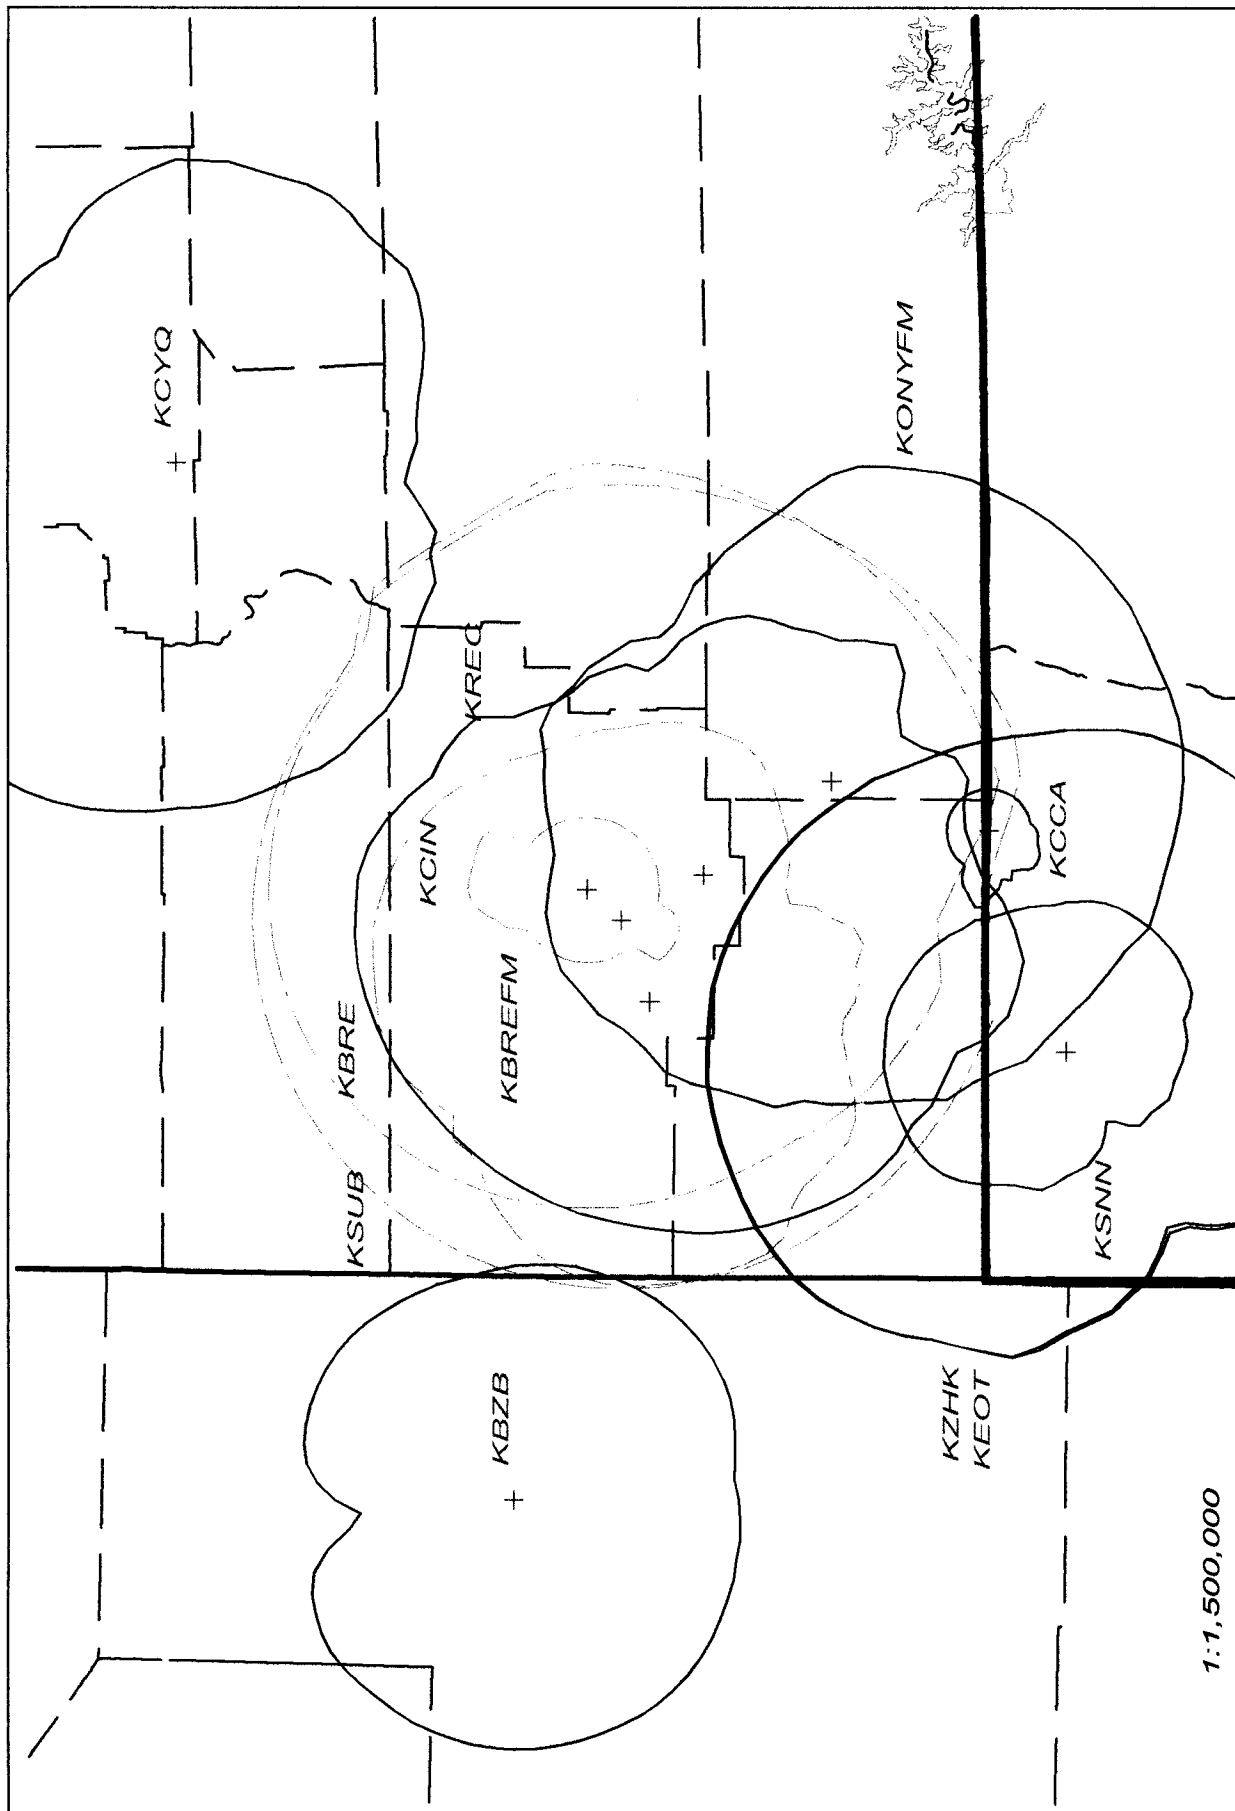 KCYQ
KREC
KONYFM
KCIN
KBRE
KBREFM
KCCA
KSUB
KSNN
KBZB
KZHK
KEOT
1:1,500,000